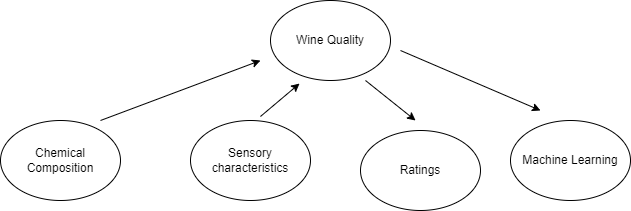 Wine Quality
Chemical
Composition
Sensory
characteristics
Ratings
Machine Learning